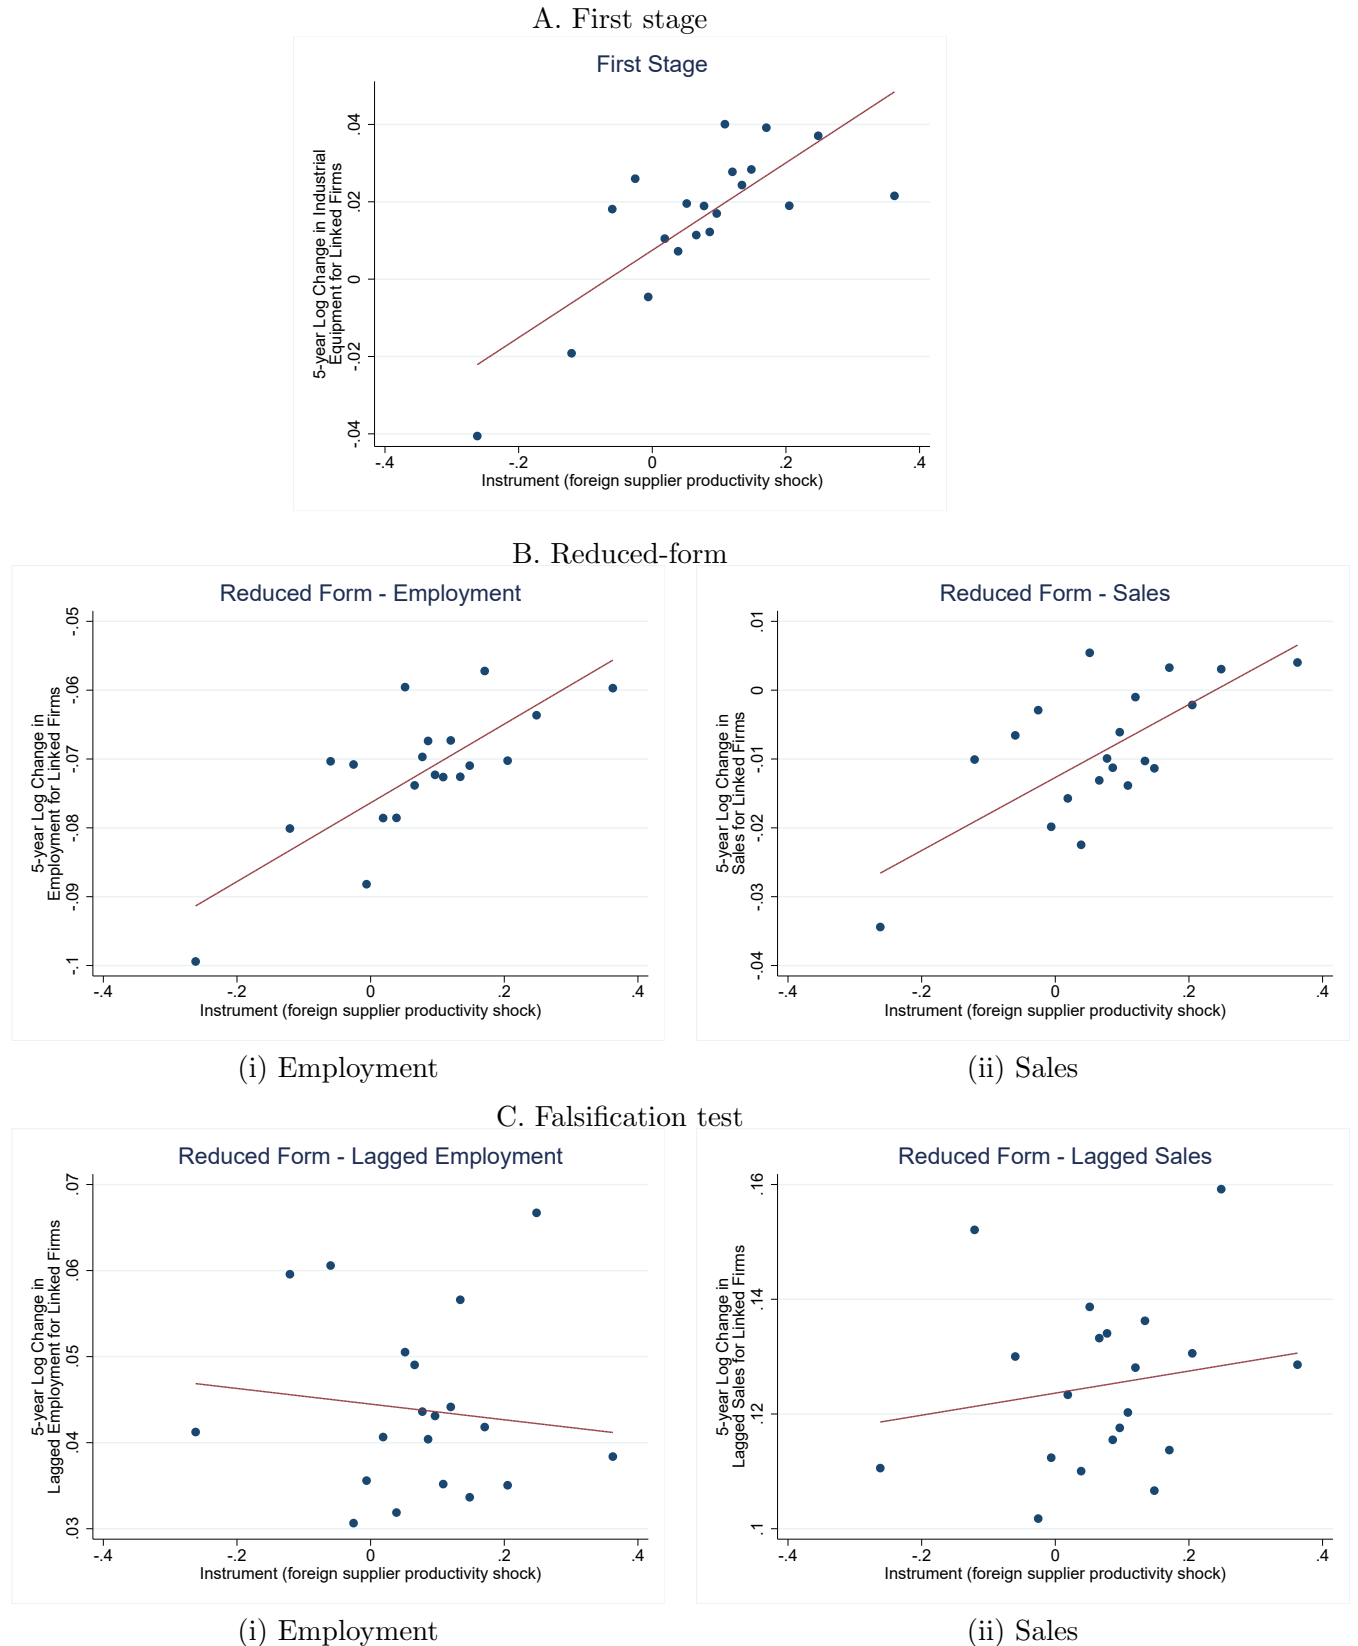 A. First stage
First Stage
5-year Log Change in Industrial
Equipment for Linked Firms
.04
.02
0
-.02
-.04
-.4 -.2 0 .2 .4
Instrument (foreign supplier productivity shock)
B. Reduced-form
Reduced Form - Employment
5-year Log Change in
Employment for Linked Firms
-.05
-.06
-.07
-.08
-.09
-.1
-.4 -.2 0 .2 .4
Instrument (foreign supplier productivity shock)
(i) Employment
Reduced Form - Sales
5-year Log Change in
Sales for Linked Firms
.01
0
-.01
-.02
-.03
-.04
-.4 -.2 0 .2 .4
Instrument (foreign supplier productivity shock)
(ii) Sales
C. Falsification test
Reduced Form - Lagged Employment
5-year Log Change in
Lagged Employment for Linked Firms
.07
.06
.05
.04
.03
-.4 -.2 0 .2 .4
Instrument (foreign supplier productivity shock)
(i) Employment
Reduced Form - Lagged Sales
5-year Log Change in
Lagged Sales for Linked Firms
.16
.14
.12
.1
-.4 -.2 0 .2 .4
Instrument (foreign supplier productivity shock)
(ii) Sales